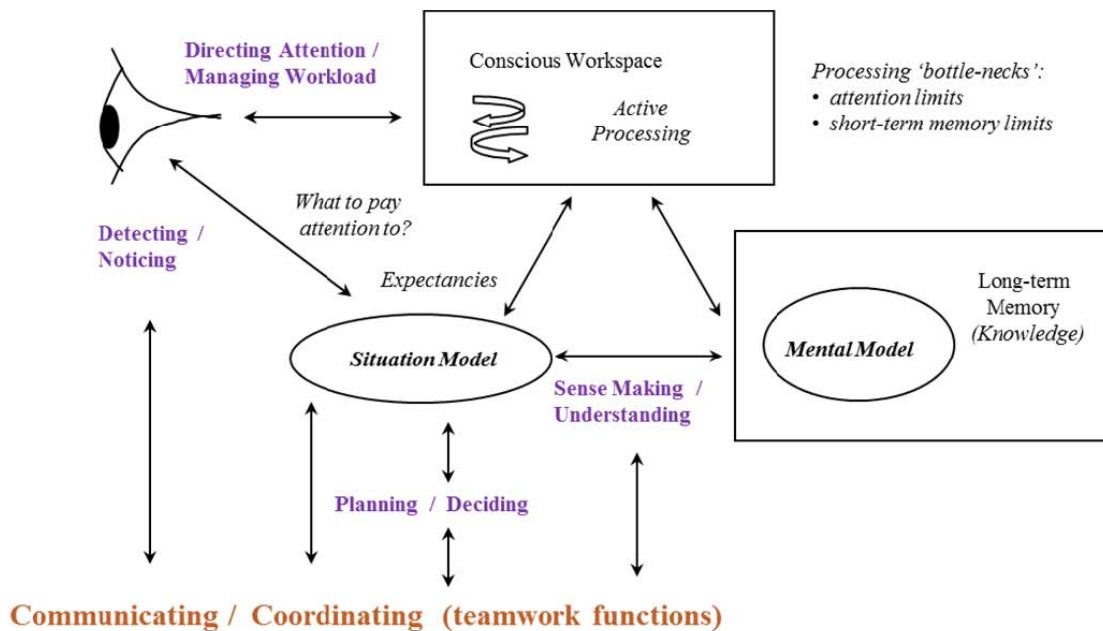 Directing Attention /
Managing Workload
Conscious Workspace
Active
Processing
Processing ‘bottle-necks’:
• attention limits
• short-term memory limits
What to pay
attention to?
Detecting /
Noticing
Expectancies
Long-term
Memory
(Knowledge)
Situation Model
Mental Model
Sense Making /
Understanding
Planning / Deciding
Communicating / Coordinating (teamwork functions)